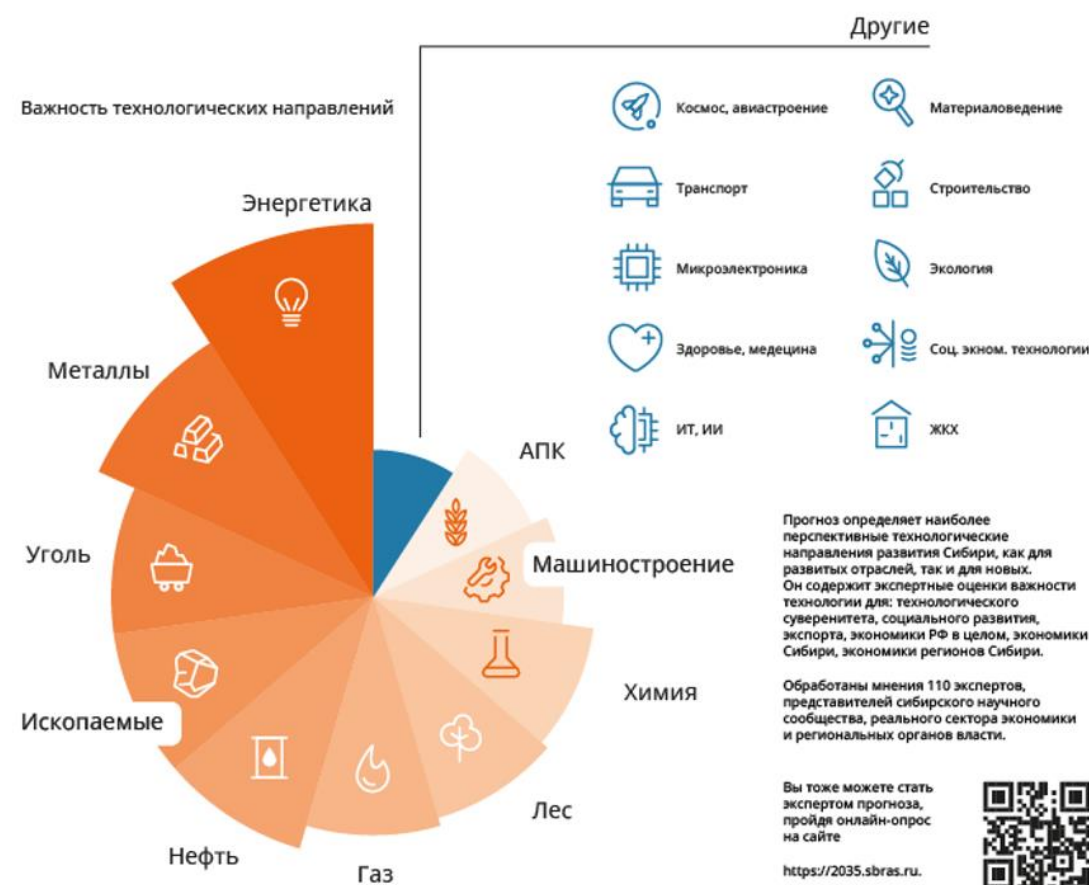 Другие
Важность технологических направлений
Космос, авиастроение
Материаловедение
Транспорт
Строительство
Микроэлектроника
Экология
Здоровье, медецина
Соц. экном. технологии
ИТ, ИИ
ЖКХ
Энергетика
Металлы
Уголь
Ископаемые
Нефть
Газ
Лес
Химия
Машиностроение
АПК
Прогноз определяет наиболее
перспективные технологические
направления развития Сибири, как для
развитых отраслей, так и для новых.
Он содержит экспертные оценки важности
технологии для: технологического
суверенитета, социального развития,
экспорта, экономики РФ в целом, экономики
Сибири, экономики регионов Сибири.
Обработаны мнения 110 экспертов,
представителей сибирского научного
сообщества, реального сектора экономики
и региональных органов власти.
Вы тоже можете стать
экспертом прогноза,
пройдя онлайн-опрос
на сайте
https://2035.sbras.ru.